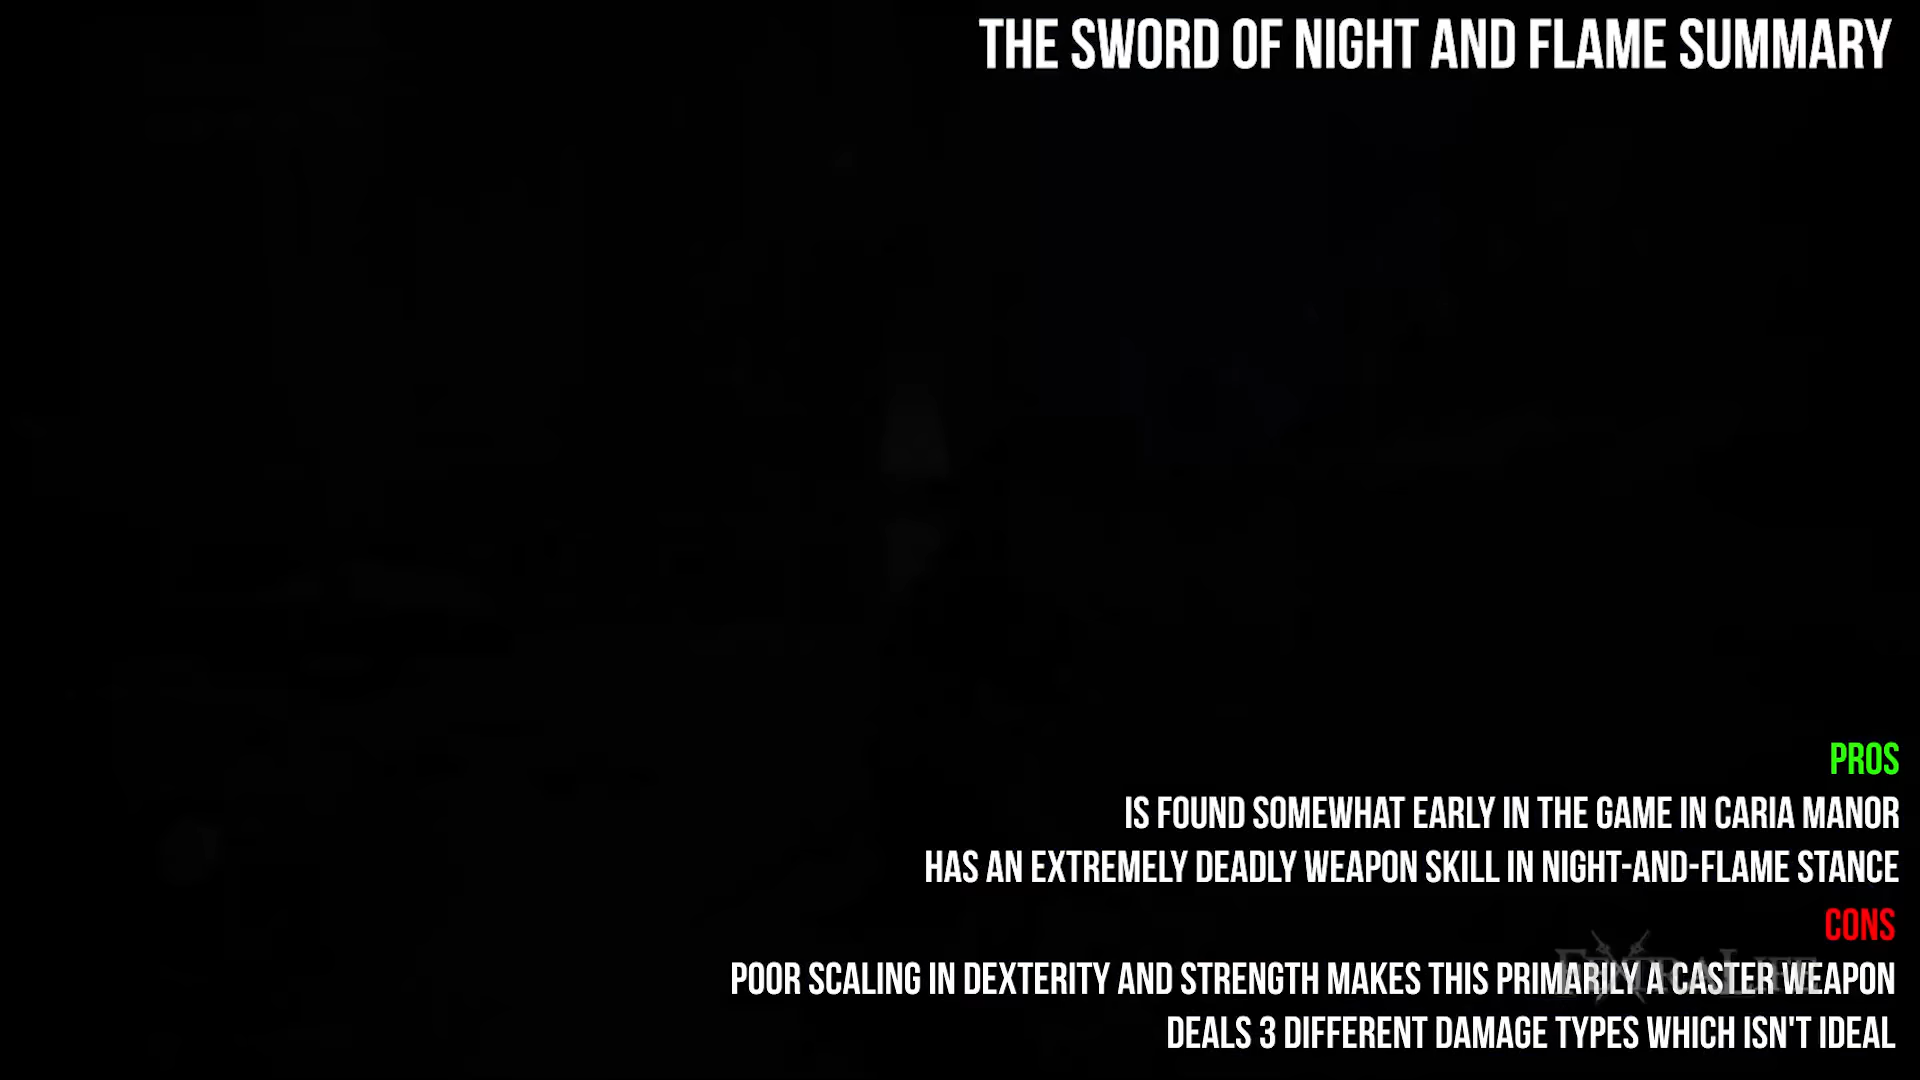 THE SWORD OF NIGHT AND FLAME SUMMARY
PROS
IS FOUND SOMEWHAT EARLY IN THE GAME IN CARIA MANOR
HAS AN EXTREMELY DEADLY WEAPON SKILL IN NIGHT-AND-FLAME STANCE
CONS
POOR SCALING IN DEXTERITY AND STRENGTH MAKES THIS PRIMARILY A CASTER WEAPON
FEXTRALIFE
DEALS 3 DIFFERENT DAMAGE TYPES WHICH ISN'T IDEAL